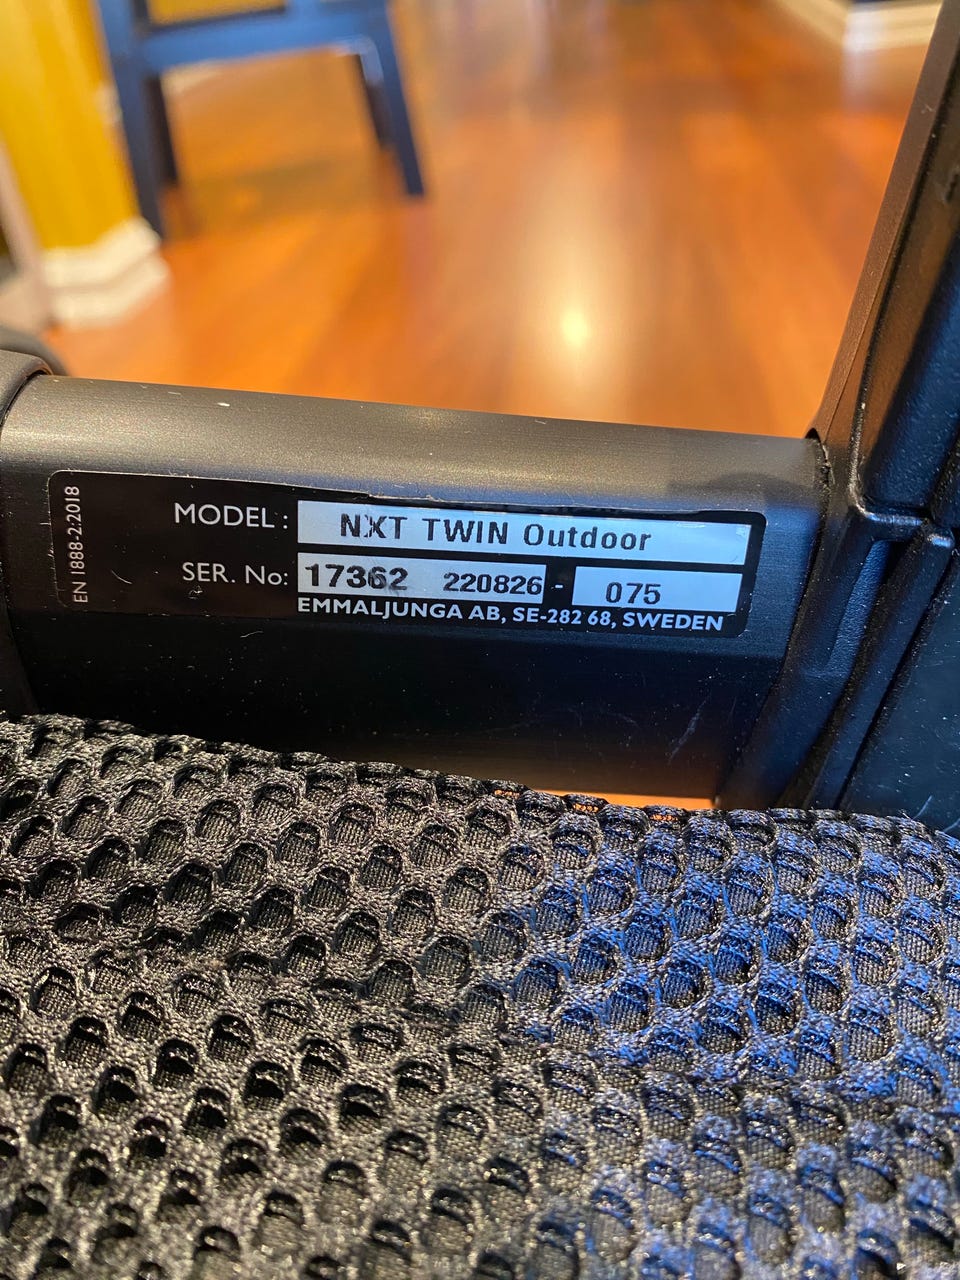 EN 1888-2:2018
MODEL : NXT TWIN Outdoor
SER. No: 17362 220826 - 075
EMMALJUNGA AB, SE-282 68, SWEDEN